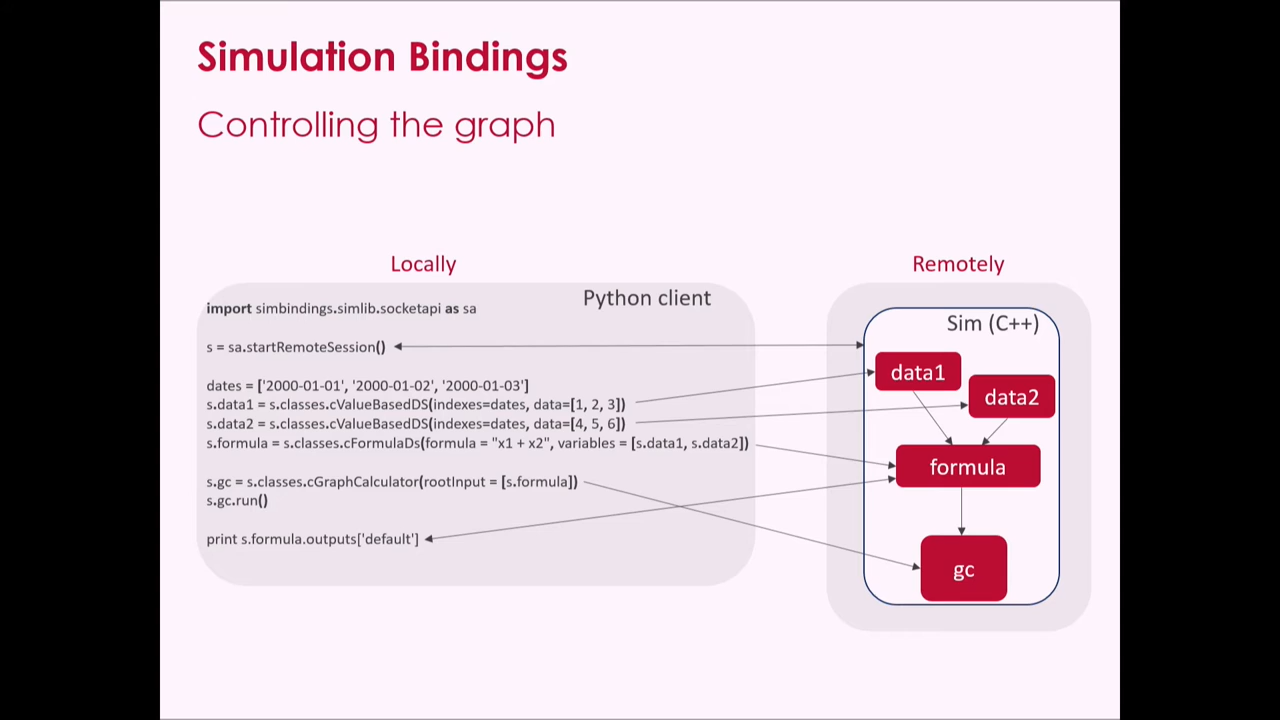 Simulation Bindings
Controlling the graph
Locally
Remotely
Python client
import simbindings.simlib.socketapi as sa
s = sa.startRemoteSession()
dates = ['2000-01-01', '2000-01-02', '2000-01-03']
s.data1 = s.classes.cValueBasedDS(indexes=dates, data=[1, 2, 3])
s.data2 = s.classes.cValueBasedDS(indexes=dates, data=[4, 5, 6])
s.formula = s.classes.cFormulaDs(formula = "x1 + x2", variables = [s.data1, s.data2])
s.gc = s.classes.cGraphCalculator(rootInput = [s.formula])
s.gc.run()
print s.formula.outputs['default']
Sim (C++)
data1
data2
formula
gc